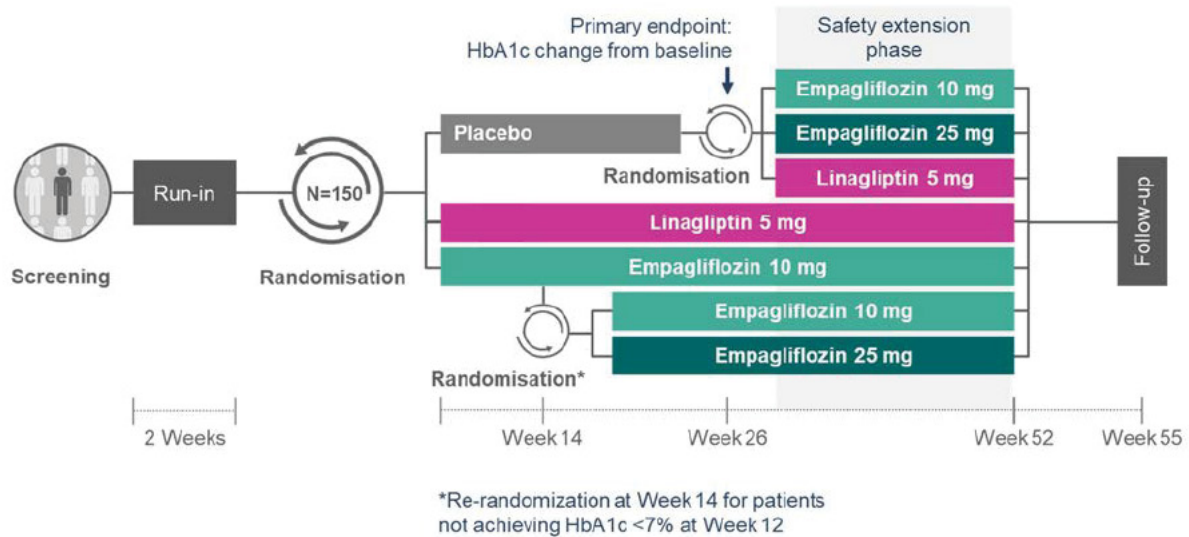 Primary endpoint:
HbA1c change from baseline
Safety extension
phase
Empagliflozin 10 mg
Placebo
Empagliflozin 25 mg
Randomisation
Linagliptin 5 mg
Run-in
N=150
Linagliptin 5 mg
Screening
Randomisation
Empagliflozin 10 mg
Follow-up
Empagliflozin 10 mg
Empagliflozin 25 mg
Randomisation*
2 Weeks
Week 14
Week 26
Week 52
Week 55
*Re-randomization at Week 14 for patients
not achieving HbA1c <7% at Week 12